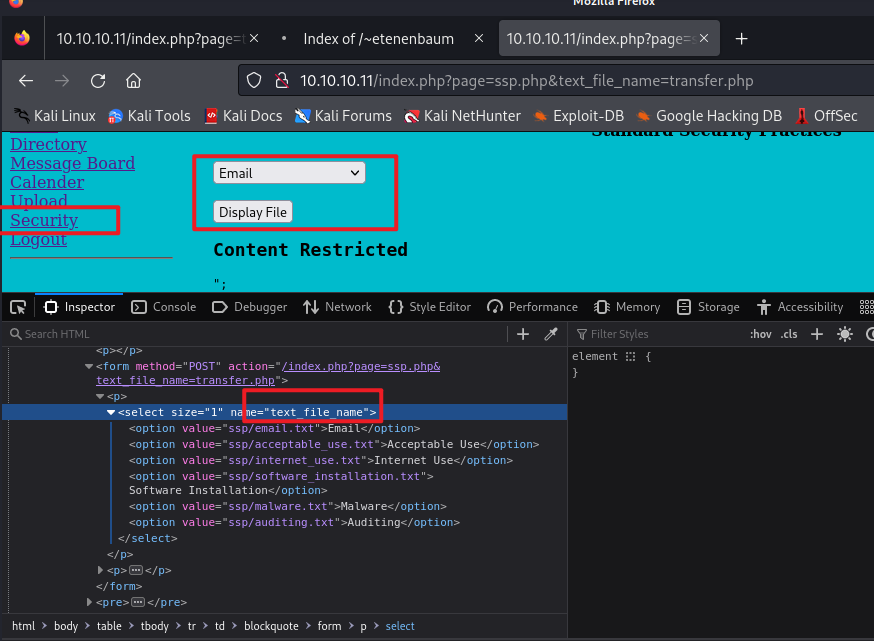 Mozilla Firefox
10.10.10.11/index.php?page=t
Index of /~etenenbaum
10.10.10.11/index.php?page=s
10.10.10.11/index.php?page=ssp.php&text_file_name=transfer.php
Kali Linux Kali Tools Kali Docs Kali Forums Kali NetHunter Exploit-DB Google Hacking DB OffSec
Standard Security Practices
Directory
Message Board
Calender
Upload
Security
Logout
Email
Display File
Content Restricted
";
Inspector Console Debugger Network Style Editor Performance Memory Storage Accessibility
Search HTML
Filter Styles :hov .cls
<p></p>
<form method="POST" action="/index.php?page=ssp.php&
text_file_name=transfer.php">
<p>
<select size="1" name="text_file_name">
<option value="ssp/email.txt">Email</option>
<option value="ssp/acceptable_use.txt">Acceptable Use</option>
<option value="ssp/internet_use.txt">Internet Use</option>
<option value="ssp/software_installation.txt">
Software Installation</option>
<option value="ssp/malware.txt">Malware</option>
<option value="ssp/auditing.txt">Auditing</option>
</select>
</p>
<p>•••</p>
</form>
<pre>•••</pre>
element {
}
html > body > table > tbody > tr > td > blockquote > form > p > select